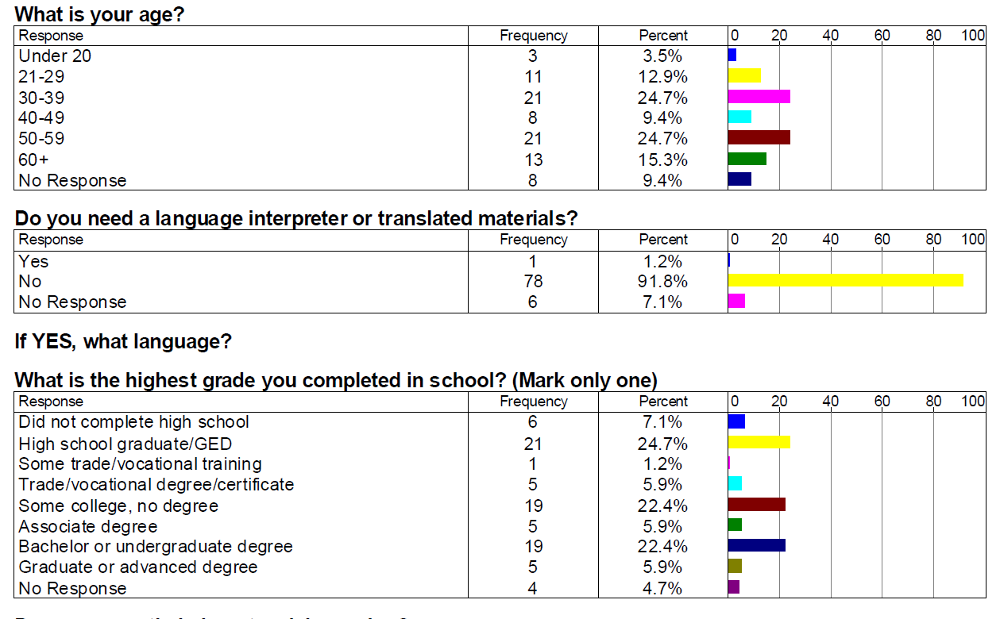 What is your age?
Response Frequency Percent 0 20 40 60 80 100
Under 20 3 3.5%
21-29 11 12.9%
30-39 21 24.7%
40-49 8 9.4%
50-59 21 24.7%
60+ 13 15.3%
No Response 8 9.4%
Do you need a language interpreter or translated materials?
Response Frequency Percent 0 20 40 60 80 100
Yes 1 1.2%
No 78 91.8%
No Response 6 7.1%
If YES, what language?
What is the highest grade you completed in school? (Mark only one)
Response Frequency Percent 0 20 40 60 80 100
Did not complete high school 6 7.1%
High school graduate/GED 21 24.7%
Some trade/vocational training 1 1.2%
Trade/vocational degree/certificate 5 5.9%
Some college, no degree 19 22.4%
Associate degree 5 5.9%
Bachelor or undergraduate degree 19 22.4%
Graduate or advanced degree 5 5.9%
No Response 4 4.7%